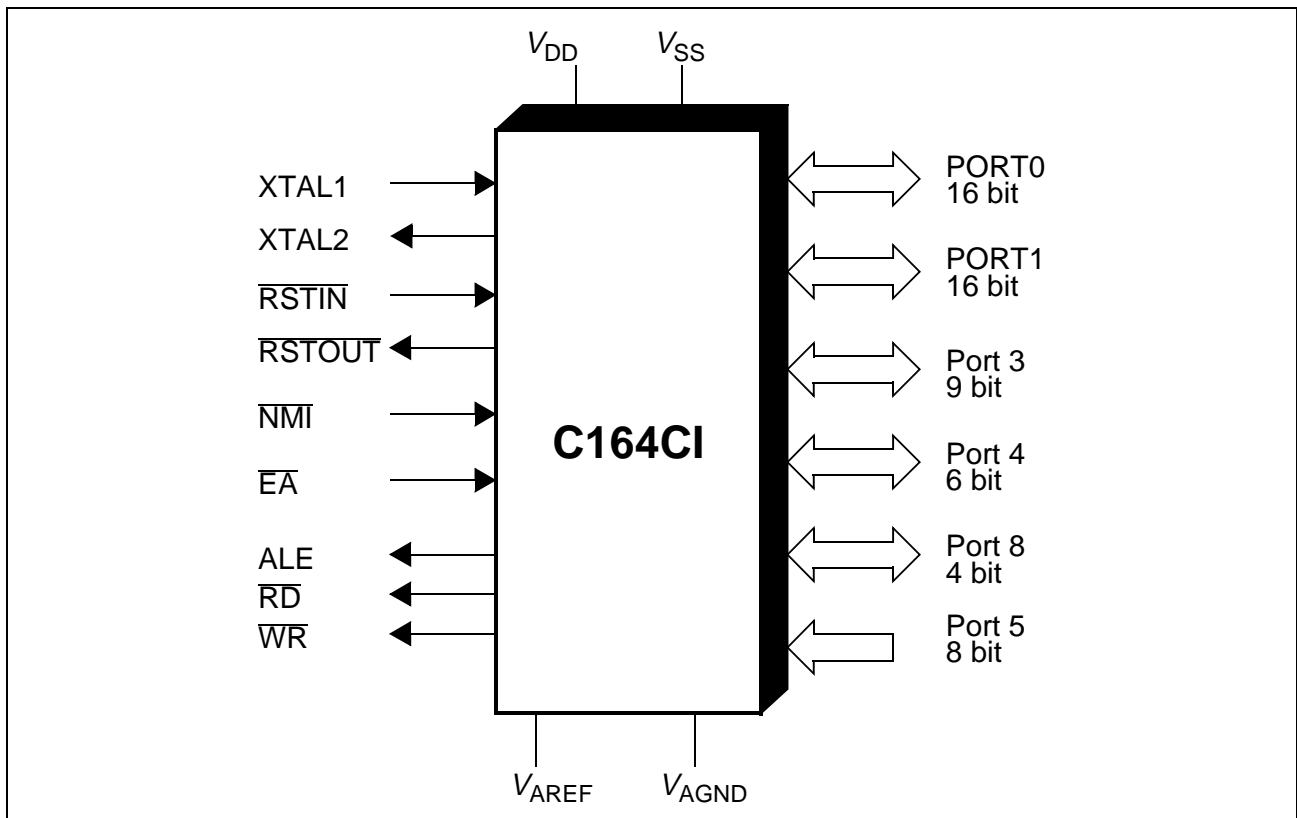 VDD
VSS
XTAL1
XTAL2
RSTIN
RSTOUT
NMI
EA
ALE
RD
WR
C164CI
PORT0
16 bit
PORT1
16 bit
Port 3
9 bit
Port 4
6 bit
Port 8
4 bit
Port 5
8 bit
VAREF
VAGND